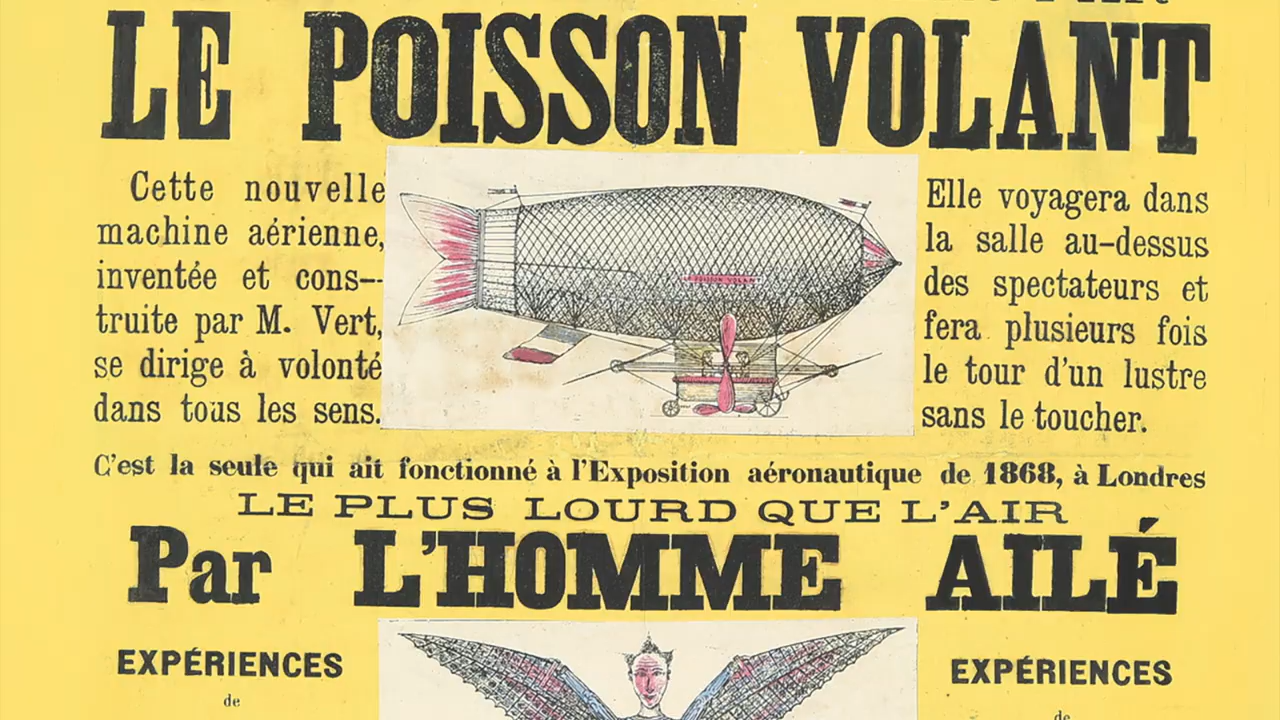 LE POISSON VOLANT
Cette nouvelle
machine aérienne,
inventée et cons-
truite par M. Vert,
se dirige à volonté
dans tous les sens.
LE POISSON VOLANT
Elle voyagera dans
la salle au-dessus
des spectateurs et
fera plusieurs fois
le tour d'un lustre
sans le toucher.
C'est la seule qui ait fonctionné à l'Exposition aéronautique de 1868, à Londres
LE PLUS LOURD QUE L'AIR
Par L'HOMME AILÉ
EXPÉRIENCES
de
EXPÉRIENCES
de